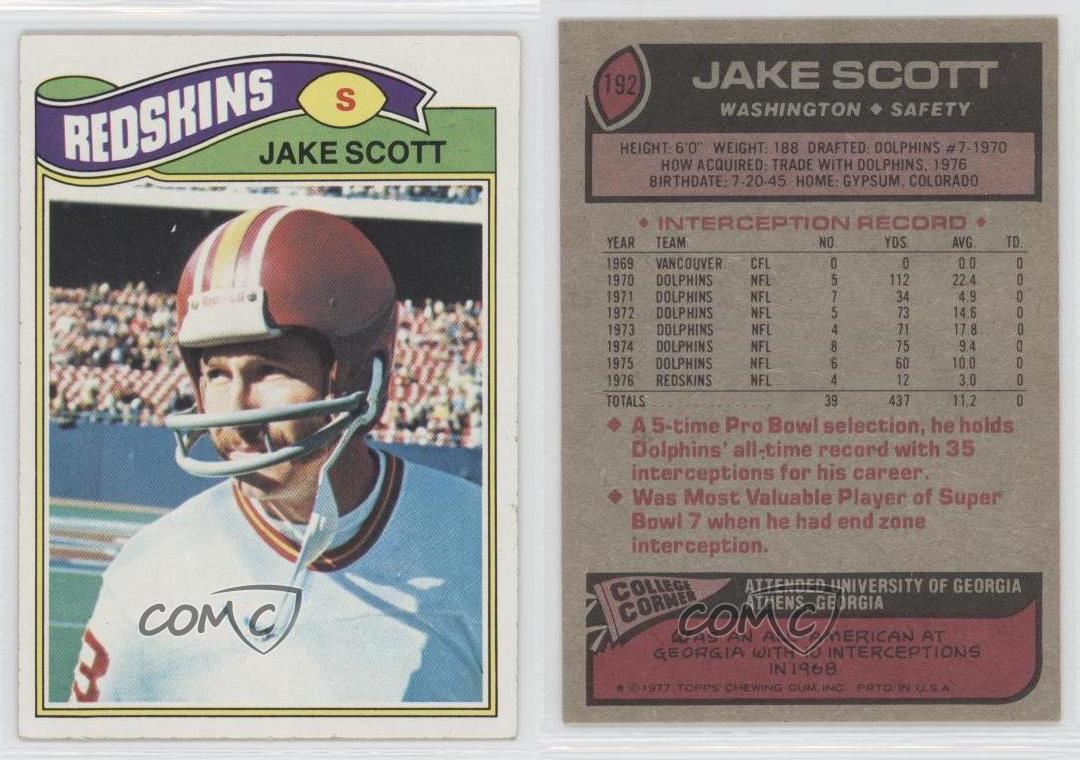 REDSKINS
S
JAKE SCOTT
COMC
192
JAKE SCOTT
WASHINGTON ◆ SAFETY
HEIGHT: 6'0" WEIGHT: 188 DRAFTED: DOLPHINS #7-1970
HOW ACQUIRED: TRADE WITH DOLPHINS, 1976
BIRTHDATE: 7-20-45 HOME: GYPSUM, COLORADO
◆ INTERCEPTION RECORD ◆
YEAR TEAM NO. YDS. AVG. TD.
1969 VANCOUVER CFL 0 0 0.0 0
1970 DOLPHINS NFL 5 112 22.4 0
1971 DOLPHINS NFL 7 34 4.9 0
1972 DOLPHINS NFL 5 73 14.6 0
1973 DOLPHINS NFL 4 71 17.8 0
1974 DOLPHINS NFL 8 75 9.4 0
1975 DOLPHINS NFL 6 60 10.0 0
1976 REDSKINS NFL 4 12 3.0 0
TOTALS 39 437 11.2 0
◆ A 5-time Pro Bowl selection, he holds
Dolphins' all-time record with 35
interceptions for his career.
◆ Was Most Valuable Player of Super
Bowl 7 when he had end zone
interception.
COLLEGE
CORNER
ATTENDED UNIVERSITY OF GEORGIA
ATHENS, GEORGIA
COMC
WAS AN AMERICAN AT
GEORGIA WITH INTERCEPTIONS
IN 1968
* © 1977 TOPPS CHEWING GUM, INC. PRTD. IN U.S.A.